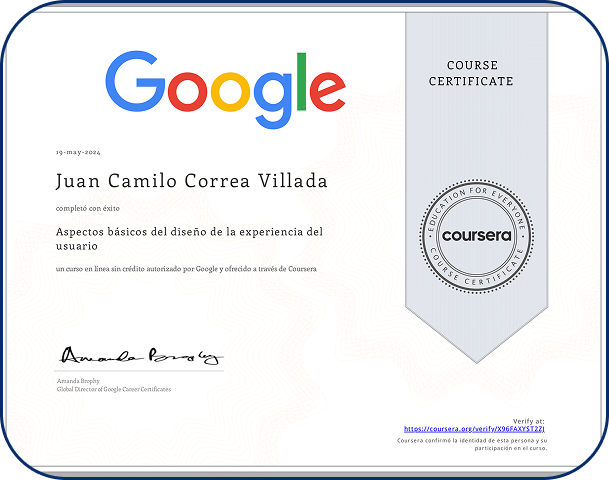 Google
COURSE
CERTIFICATE
19-may-2024
Juan Camilo Correa Villada
completó con éxito
Aspectos básicos del diseño de la experiencia del
usuario
un curso en línea sin crédito autorizado por Google y ofrecido a través de Coursera
EDUCATION FOR EVERYONE
coursera
COURSE CERTIFICATE
Amanda Brophy
Amanda Brophy
Global Director of Google Career Certificates
Verify at:
https://coursera.org/verify/X96FAXYST2ZJ
Coursera confirmó la identidad de esta persona y su
participación en el curso.